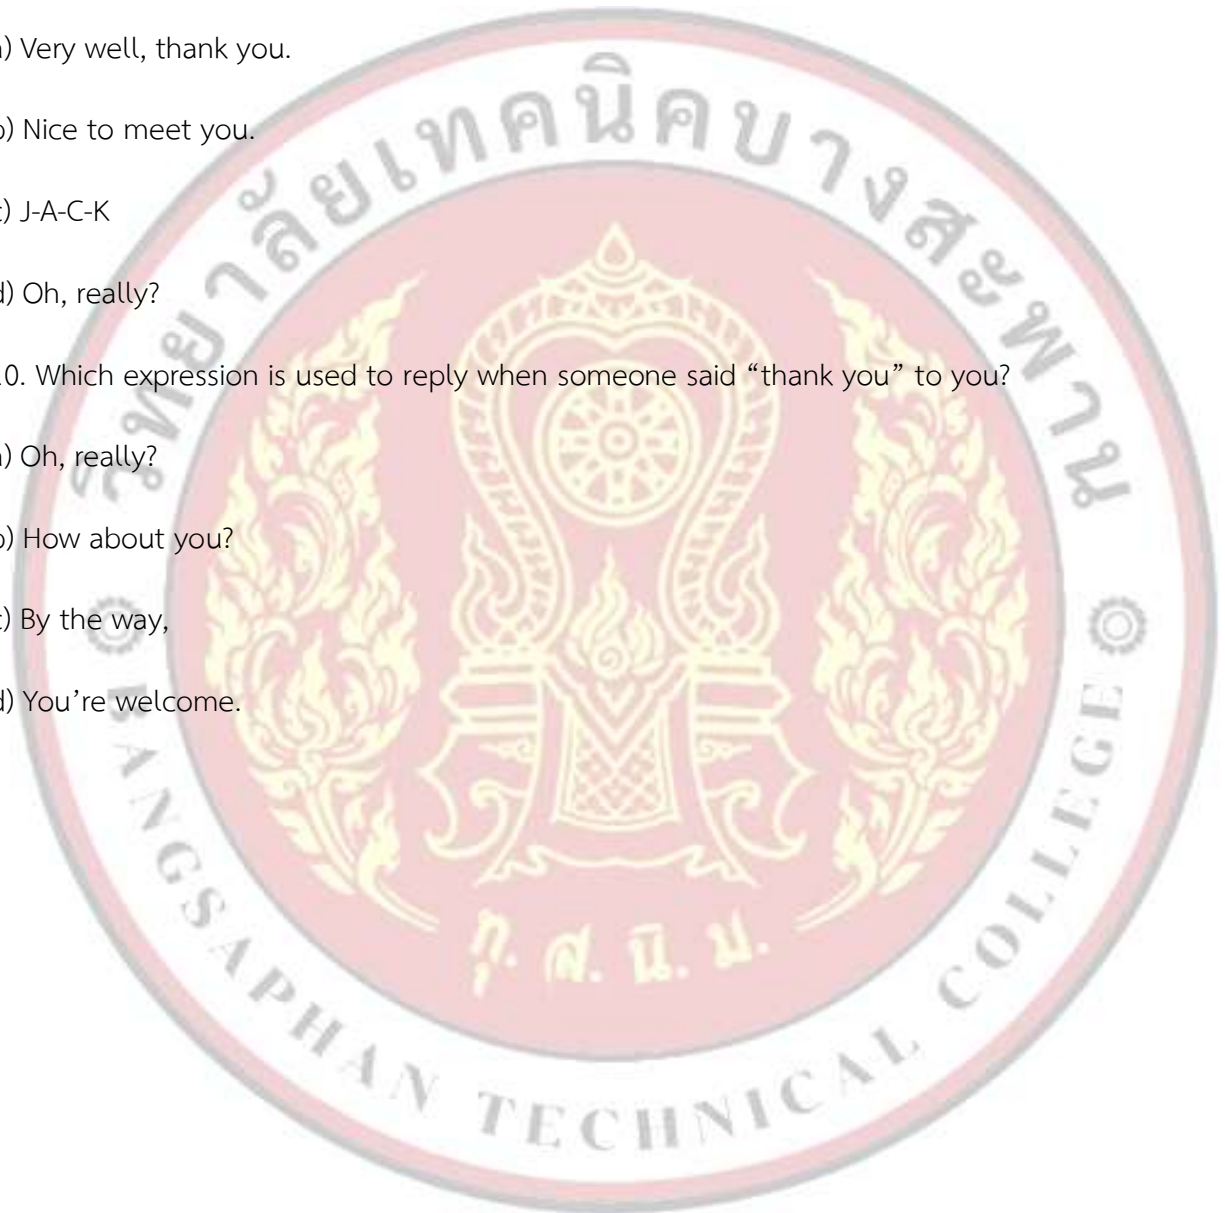 ) Very well, thank you.
) Nice to meet you.
) J-A-C-K
d) Oh, really?
0. Which expression is used to reply when someone said “thank you” to you?
) Oh, really?
) How about you?
) By the way,
d) You’re welcome.
วิทยาลัยเทคนิคบางสะพาน
ทุ. ส. นิ. ม.
BANGSAPHAN TECHNICAL COLLEGE